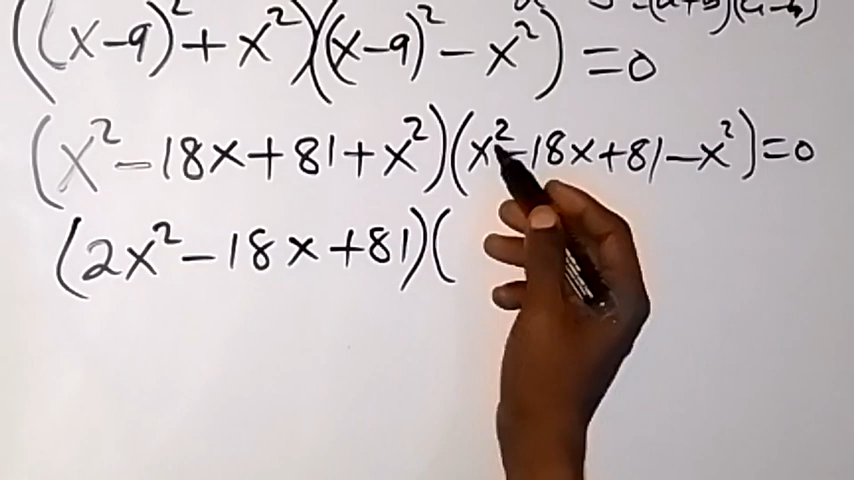 = (a+b)(a-b)
((x-9)²+x²)((x-9)²-x²)=0
(x²-18x+81+x²)(x²-18x+81-x²)=0
(2x²-18x+81)(